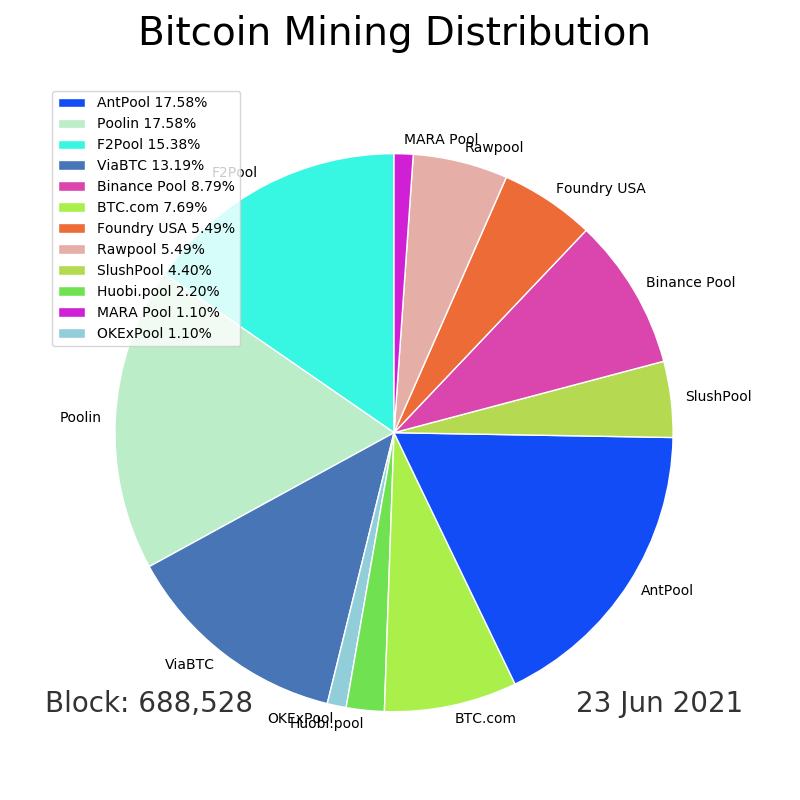 Bitcoin Mining Distribution
AntPool 17.58%
Poolin 17.58%
F2Pool 15.38%
ViaBTC 13.19%
Binance Pool 8.79%
BTC.com 7.69%
Foundry USA 5.49%
Rawpool 5.49%
SlushPool 4.40%
Huobi.pool 2.20%
MARA Pool 1.10%
OKExPool 1.10%
MARA Pool
Rawpool
F2Pool
Foundry USA
Binance Pool
SlushPool
Poolin
AntPool
ViaBTC
Block: 688,528
23 Jun 2021
OKExPool
Huobi.pool
BTC.com